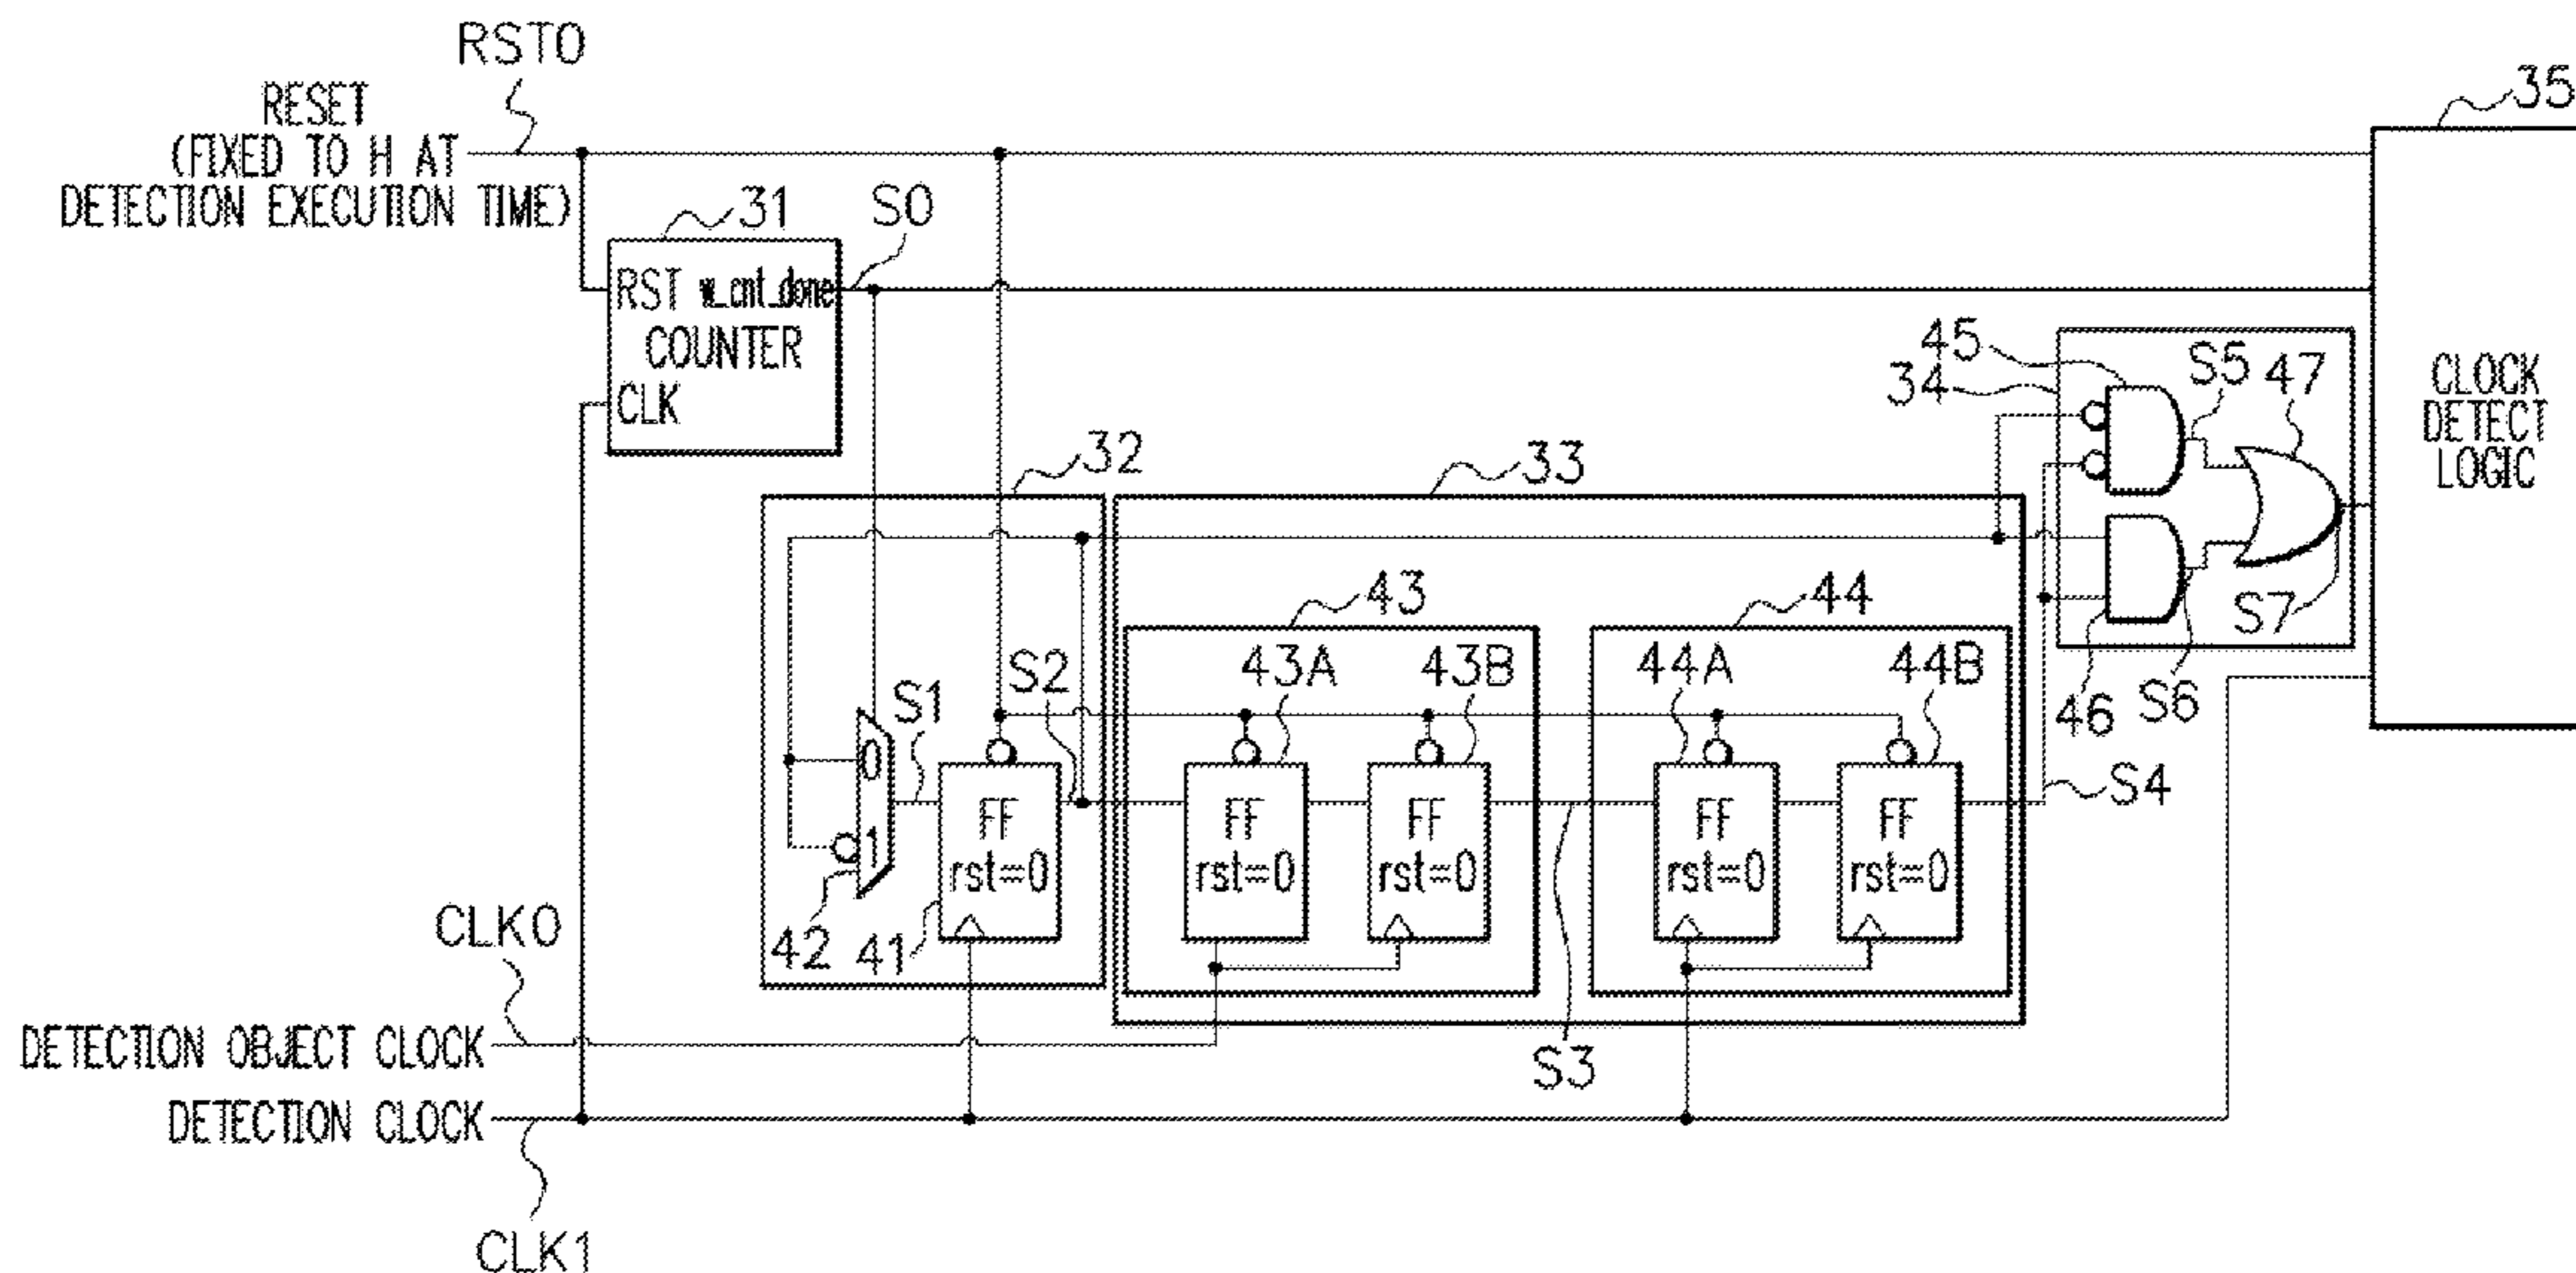 RST0
RESET
(FIXED TO H AT
DETECTION EXECUTION TIME)
35
31
S0
RST w_cnt_done
COUNTER
CLK
45
34
S5
47
CLOCK
DETECT
LOGIC
32
33
43
44
S7
46
S6
S1
S2
43A
43B
44A
44B
0
1
FF
rst=0
FF
rst=0
FF
rst=0
FF
rst=0
FF
rst=0
S4
42
41
CLK0
S3
DETECTION OBJECT CLOCK
DETECTION CLOCK
CLK1